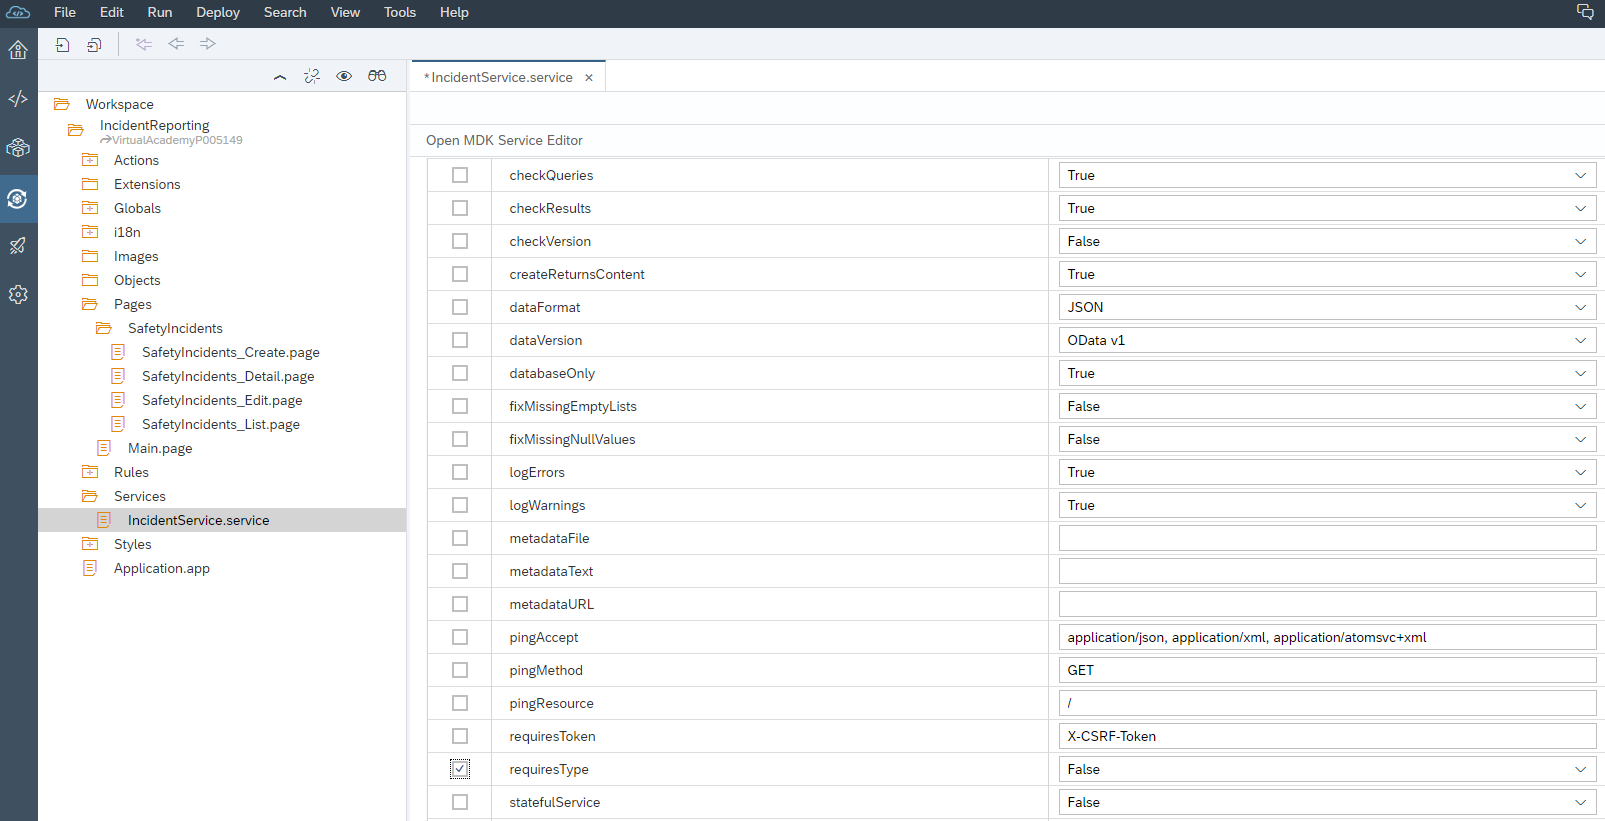 File Edit Run Deploy Search View Tools Help
*IncidentService.service ×
Open MDK Service Editor
Workspace
IncidentReporting
VirtualAcademyP005149
Actions
Extensions
Globals
i18n
Images
Objects
Pages
SafetyIncidents
SafetyIncidents_Create.page
SafetyIncidents_Detail.page
SafetyIncidents_Edit.page
SafetyIncidents_List.page
Main.page
Rules
Services
IncidentService.service
Styles
Application.app
checkQueries True
checkResults True
checkVersion False
createReturnsContent True
dataFormat JSON
dataVersion OData v1
databaseOnly True
fixMissingEmptyLists False
fixMissingNullValues False
logErrors True
logWarnings True
metadataFile
metadataText
metadataURL
pingAccept application/json, application/xml, application/atomsvc+xml
pingMethod GET
pingResource /
requiresToken X-CSRF-Token
requiresType False
statefulService False